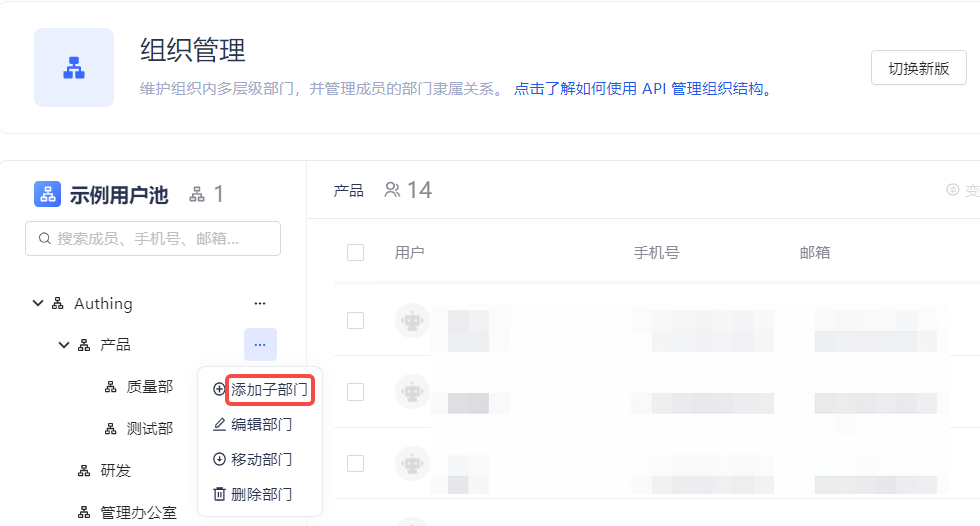 组织管理
维护组织内多层级部门，并管理成员的部门隶属关系。 点击了解如何使用 API 管理组织结构。
切换新版
示例用户池 1
搜索成员、手机号、邮箱...
Authing ...
产品 ...
质量部
测试部
研发
管理办公室
添加子部门
编辑部门
移动部门
删除部门
产品 14
变
用户 手机号 邮箱